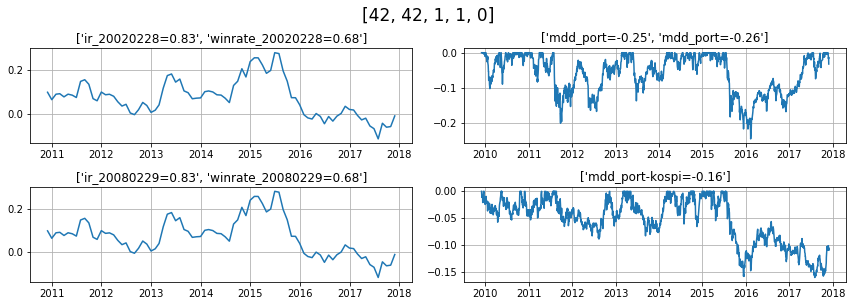 [42, 42, 1, 1, 0]
['ir_20020228=0.83', 'winrate_20020228=0.68']
0.2
0.0
2011 2012 2013 2014 2015 2016 2017 2018
['mdd_port=-0.25', 'mdd_port=-0.26']
0.0
−0.1
−0.2
2010 2011 2012 2013 2014 2015 2016 2017 2018
['ir_20080229=0.83', 'winrate_20080229=0.68']
0.2
0.0
2011 2012 2013 2014 2015 2016 2017 2018
['mdd_port-kospi=-0.16']
0.00
−0.05
−0.10
−0.15
2010 2011 2012 2013 2014 2015 2016 2017 2018